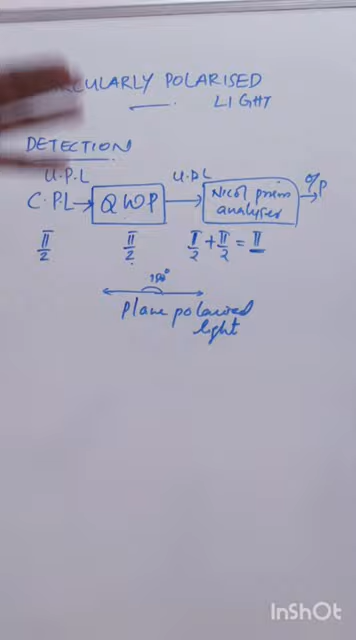 CULARLY POLARISED
LIGHT
DETECTION
U.P.L U.P.L
C.P.L → QWP → Nicol prism analyser → O/P
π/2 π/2 π/2 + π/2 = π
180°
Plane polarised
light
InShOt